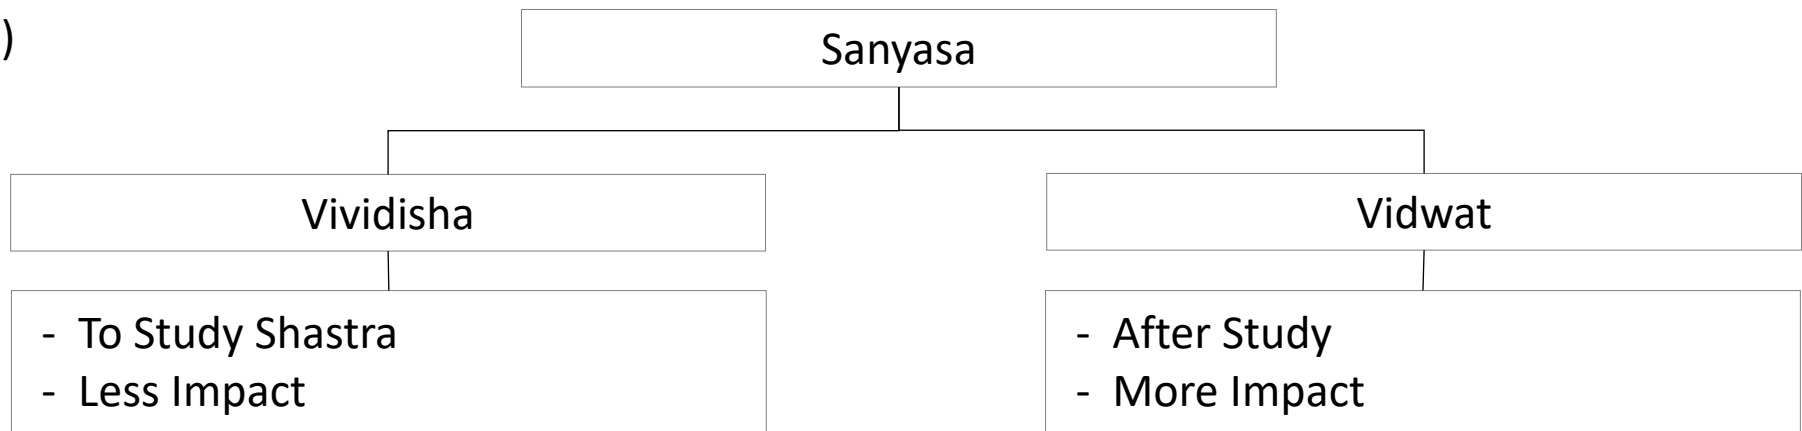 )
Sanyasa
Vividisha
Vidwat
- To Study Shastra
- Less Impact
- After Study
- More Impact